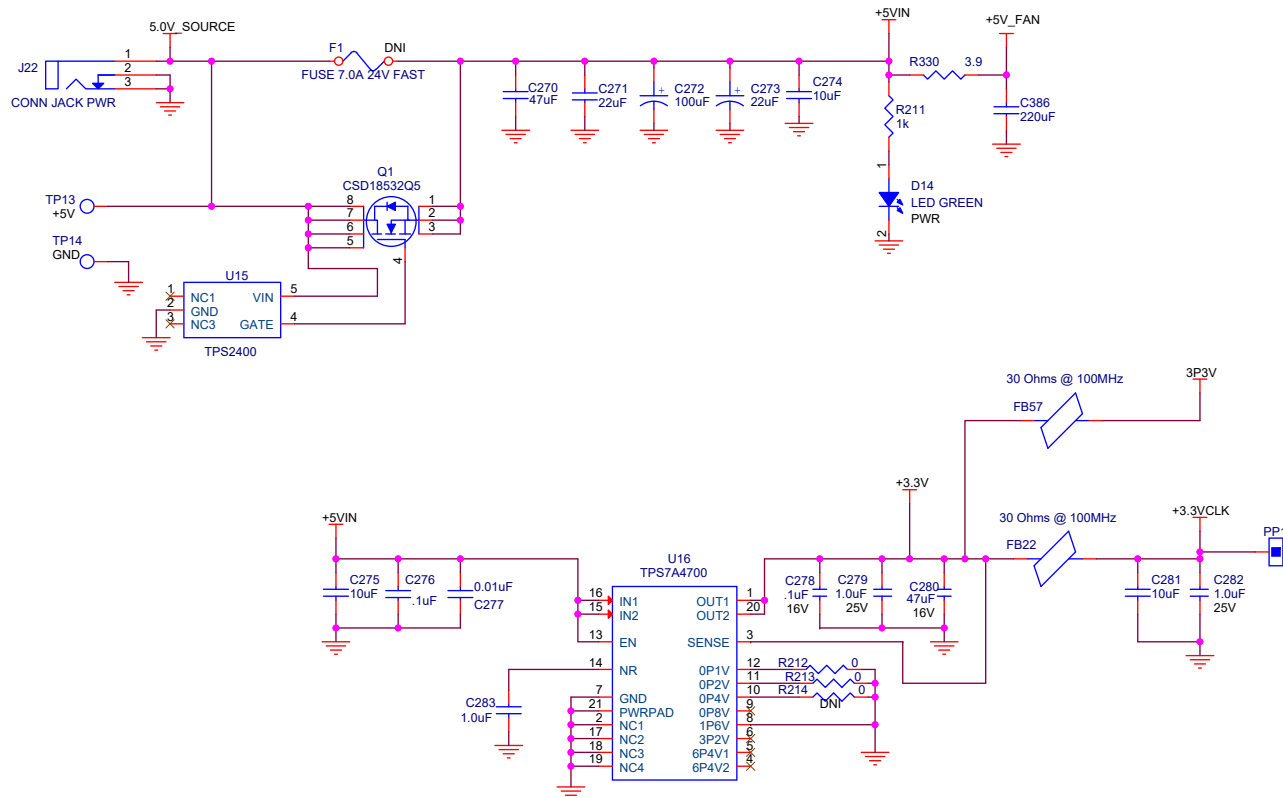 5.0V_SOURCE
J22
1
2
3
CONN JACK PWR
F1
DNI
FUSE 7.0A 24V FAST
+5VIN
+5V_FAN
R330
3.9
C270
47uF
C271
22uF
C272
100uF
C273
22uF
C274
10uF
+
+
R211
1k
C386
220uF
1
D14
LED GREEN
PWR
2
Q1
CSD18532Q5
8
7
6
5
1
2
3
4
TP13
+5V
TP14
GND
U15
1
2
3
NC1
GND
NC3
VIN
GATE
5
4
TPS2400
30 Ohms @ 100MHz
FB57
3P3V
+3.3V
30 Ohms @ 100MHz
FB22
+3.3VCLK
PP1
+5VIN
C275
10uF
C276
.1uF
0.01uF
C277
U16
TPS7A4700
16
IN1
15
IN2
13
EN
14
NR
7
GND
21
PWRPAD
2
NC1
17
NC2
18
NC3
19
NC4
OUT1
1
OUT2
20
SENSE
3
0P1V
12
0P2V
11
0P4V
10
0P8V
9
1P6V
8
3P2V
6
6P4V1
5
6P4V2
4
R212
0
R213
0
R214
0
DNI
C278
.1uF
16V
C279
1.0uF
25V
C280
47uF
16V
C281
10uF
C282
1.0uF
25V
C283
1.0uF